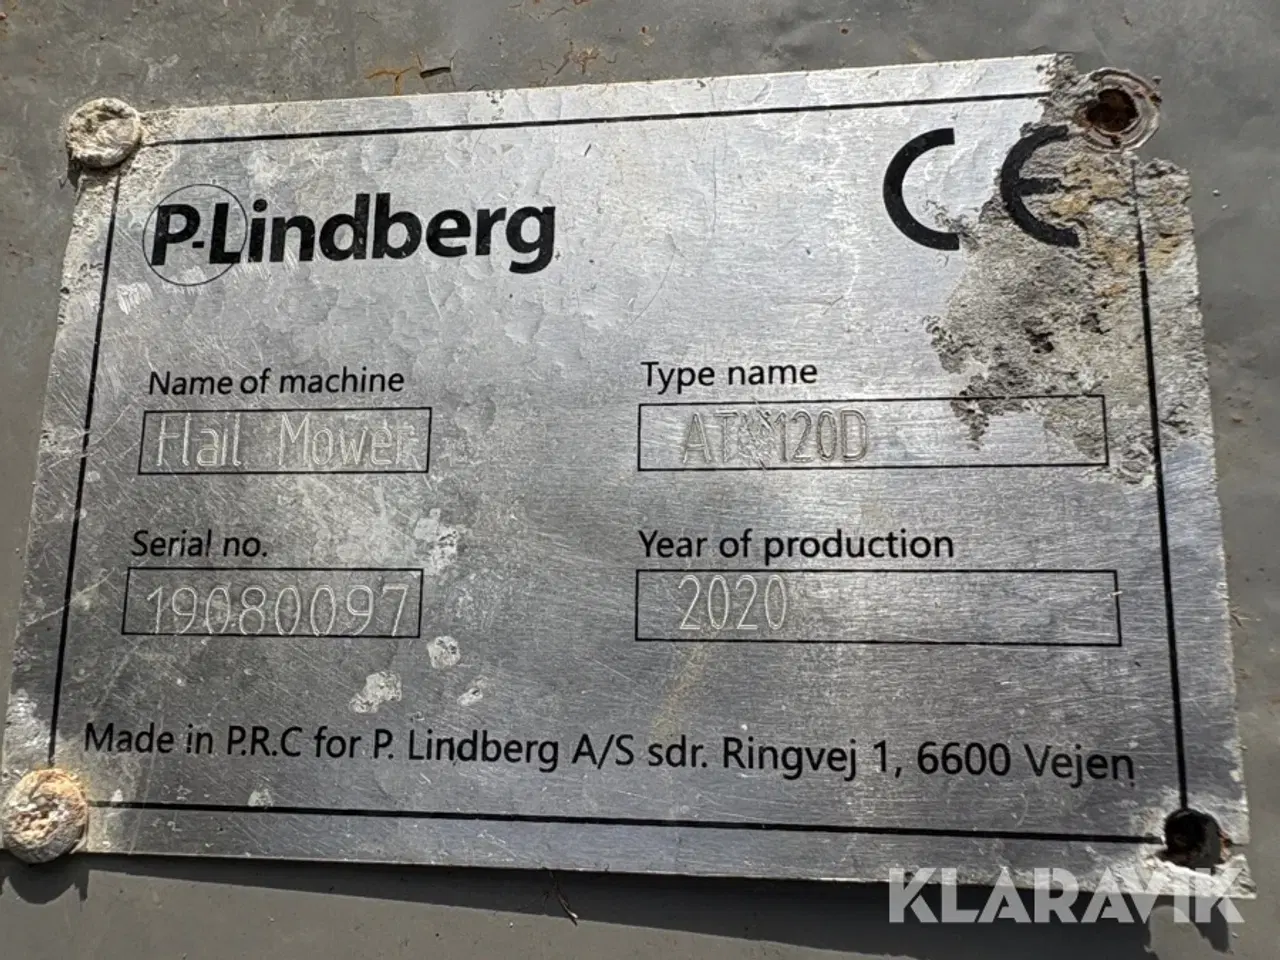 P-Lindberg
CE
Name of machine
Flail Mower
Type name
Serial no.
19080097
Year of production
2020
Made in P.R.C for P. Lindberg A/S sdr. Ringvej 1, 6600 Vejen
KLARAVIK